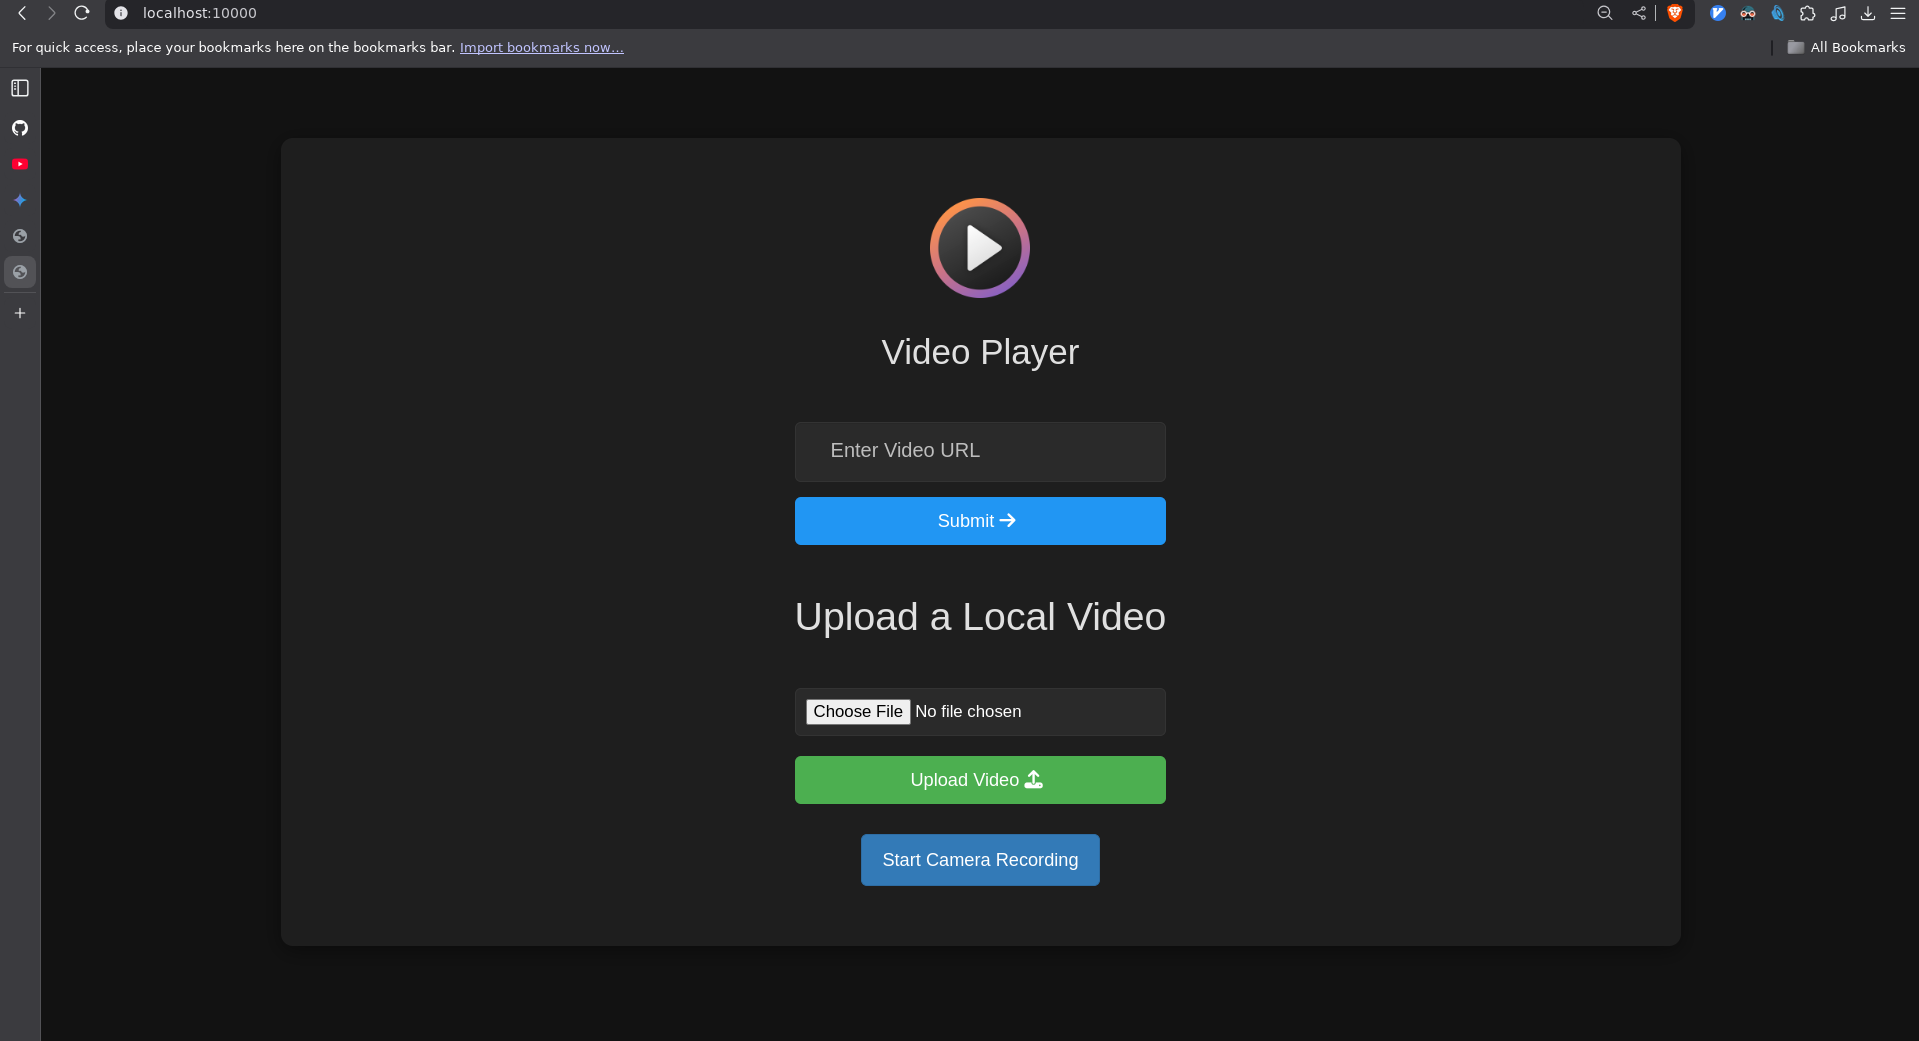 localhost:10000
For quick access, place your bookmarks here on the bookmarks bar. Import bookmarks now...
All Bookmarks
Video Player
Enter Video URL
Submit
Upload a Local Video
Choose File No file chosen
Upload Video
Start Camera Recording